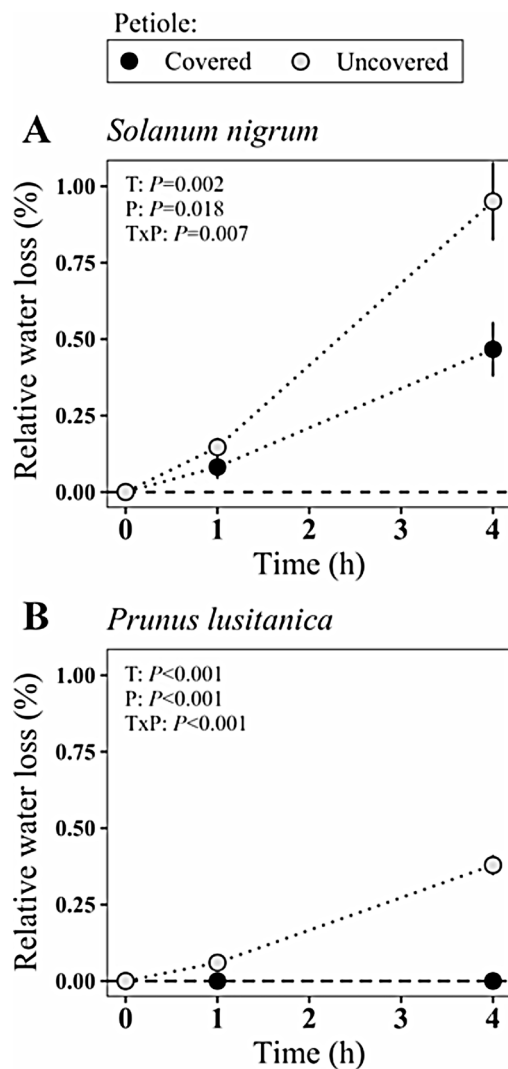 Petiole:
Covered Uncovered
A Solanum nigrum
T: P=0.002
P: P=0.018
TxP: P=0.007
Relative water loss (%)
1.00
0.75
0.50
0.25
0.00
0 1 2 3 4
Time (h)
B Prunus lusitanica
T: P<0.001
P: P<0.001
TxP: P<0.001
Relative water loss (%)
1.00
0.75
0.50
0.25
0.00
0 1 2 3 4
Time (h)